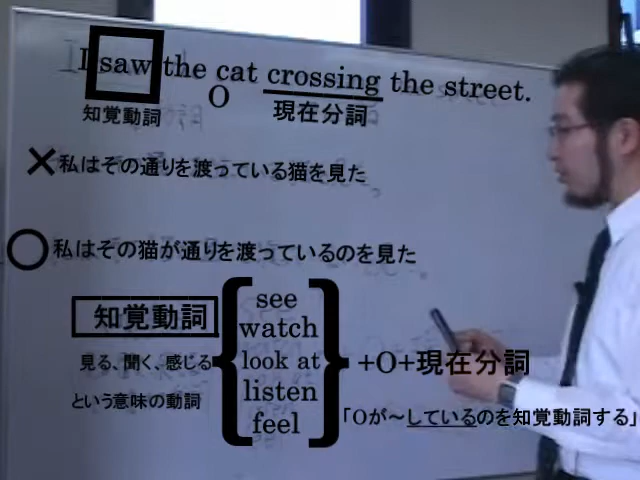 I saw the cat crossing the street.
知覚動詞 O 現在分詞
×私はその通りを渡っている猫を見た
○私はその猫が通りを渡っているのを見た
知覚動詞
見る、聞く、感じる
という意味の動詞
see
watch
look at
listen
feel
+O+現在分詞
「Oが～しているのを知覚動詞する」